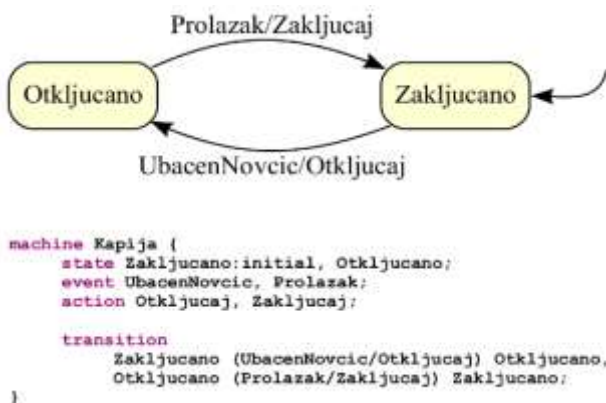 Prolazak/Zakljucaj
Otkljucano
Zakljucano
UbacenNovcic/Otkljucaj
machine Kapija {
state Zakljucano:initial, Otkljucano;
event UbacenNovcic, Prolazak;
action Otkljucaj, Zakljucaj;
transition
Zakljucano (UbacenNovcic/Otkljucaj) Otkljucano,
Otkljucano (Prolazak/Zakljucaj) Zakljucano;
}